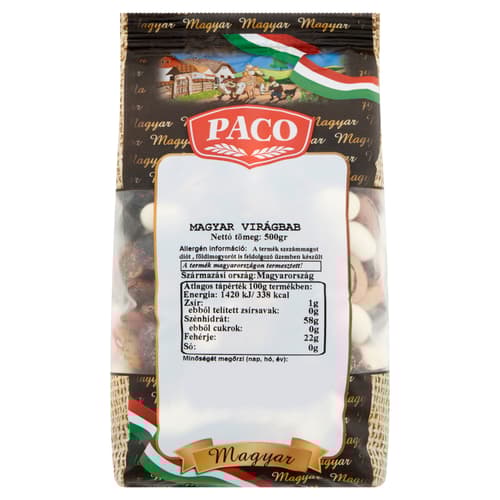 Magyar Magyar Magyar
PACO
MAGYAR VIRÁGBAB
Nettó tömeg: 500gr
Allergén információ: A termék szezámmagot
diót , földimogyorót is feldolgozó üzemben készült
A termék magyarországon termesztett!
Származási ország:Magyarország
Átlagos tápérték 100g termékben:
Energia: 1420 kJ/ 338 kcal
Zsír: 1g
ebből telített zsírsavak: 0g
Szénhidrát: 58g
ebből cukrok: 0g
Fehérje: 22g
Só: 0g
Minőségét megőrzi (nap, hó, év):
Magyar